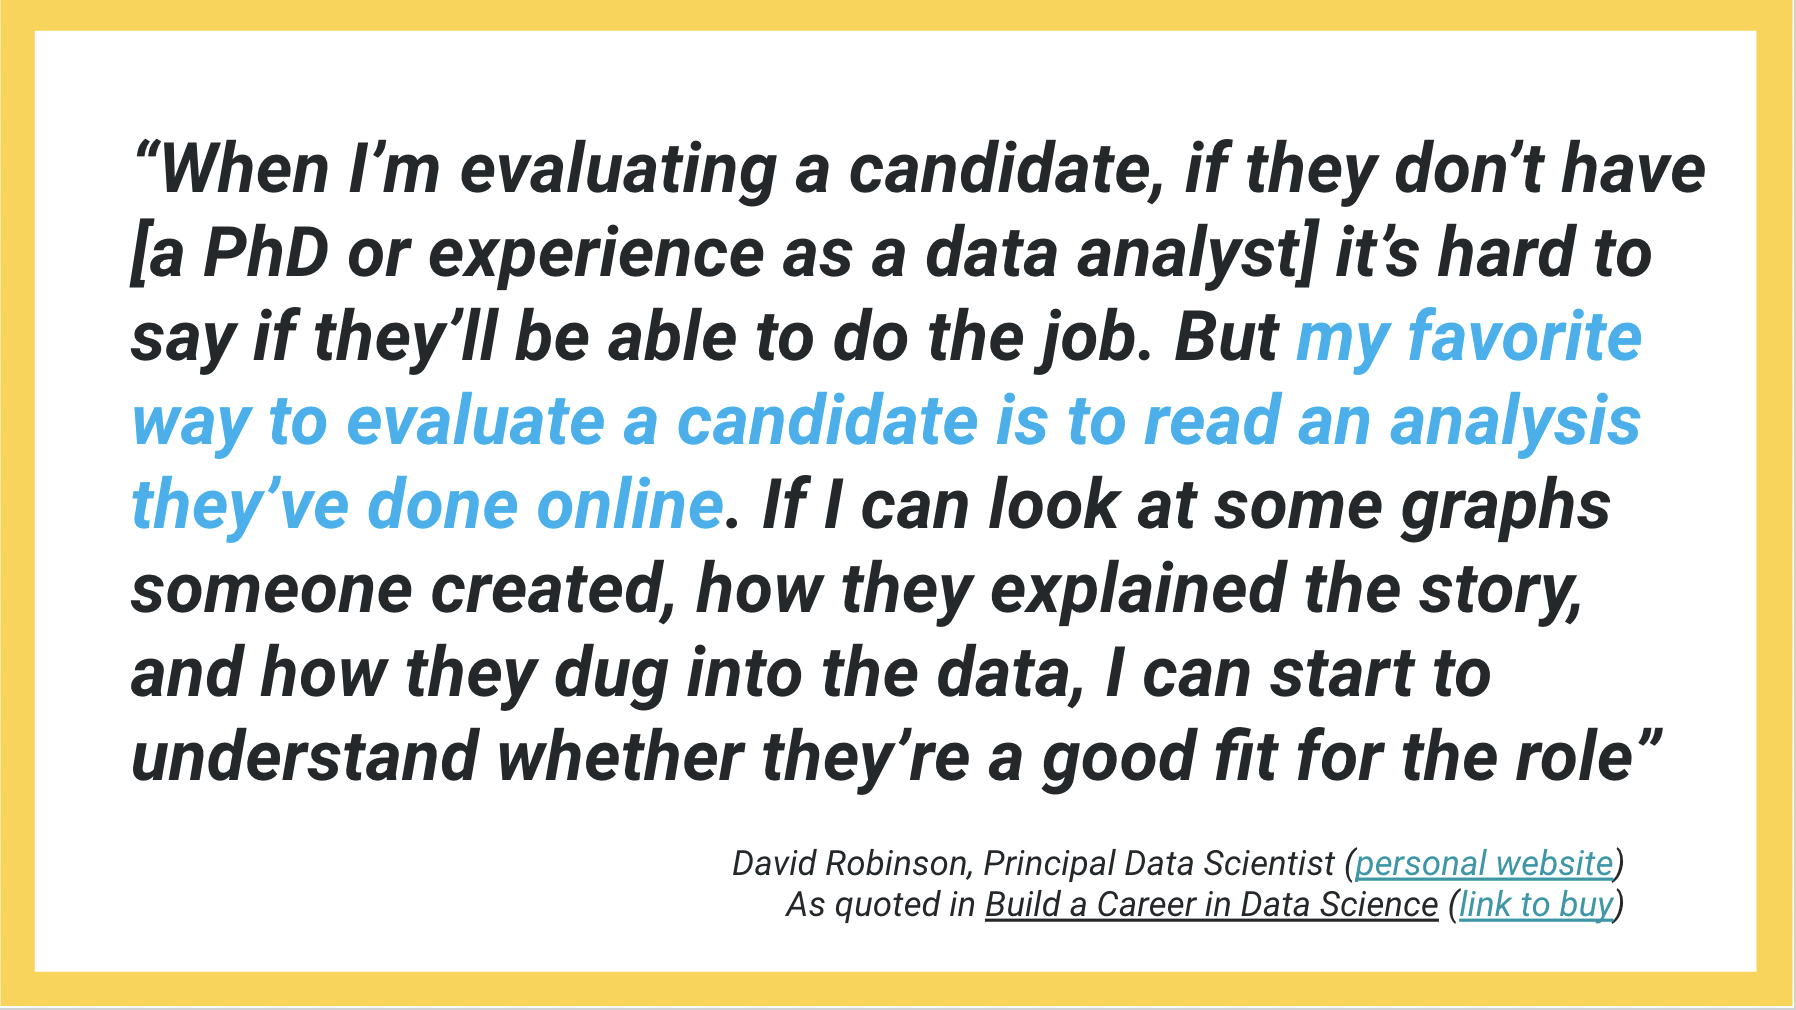 “When I’m evaluating a candidate, if they don’t have
[a PhD or experience as a data analyst] it’s hard to
say if they’ll be able to do the job. But my favorite
way to evaluate a candidate is to read an analysis
they’ve done online. If I can look at some graphs
someone created, how they explained the story,
and how they dug into the data, I can start to
understand whether they’re a good fit for the role”
David Robinson, Principal Data Scientist (personal website)
As quoted in Build a Career in Data Science (link to buy)